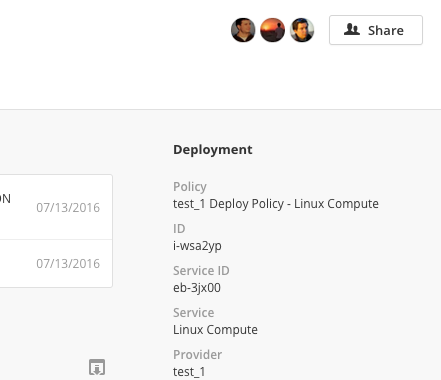 Share
Deployment
ON
07/13/2016
07/13/2016
Policy
test_1 Deploy Policy - Linux Compute
ID
i-wsa2yp
Service ID
eb-3jx00
Service
Linux Compute
Provider
test_1